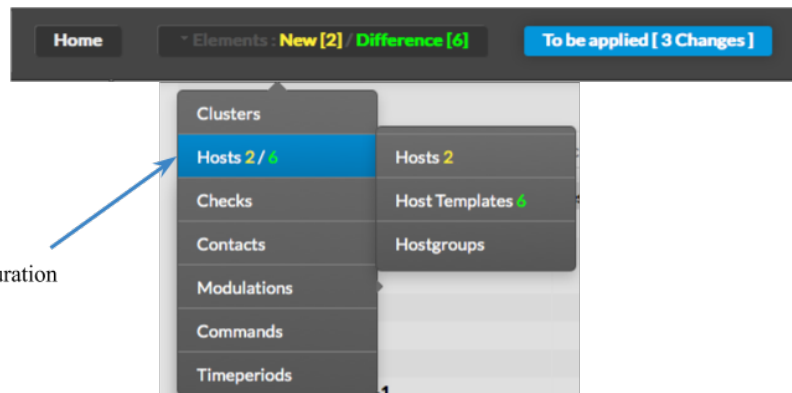 Home
Elements : New [2] / Difference [6]
To be applied [ 3 Changes ]
Clusters
Hosts 2 / 6
Hosts 2
Checks
Host Templates 6
Contacts
Hostgroups
uration
Modulations
Commands
Timeperiods
1